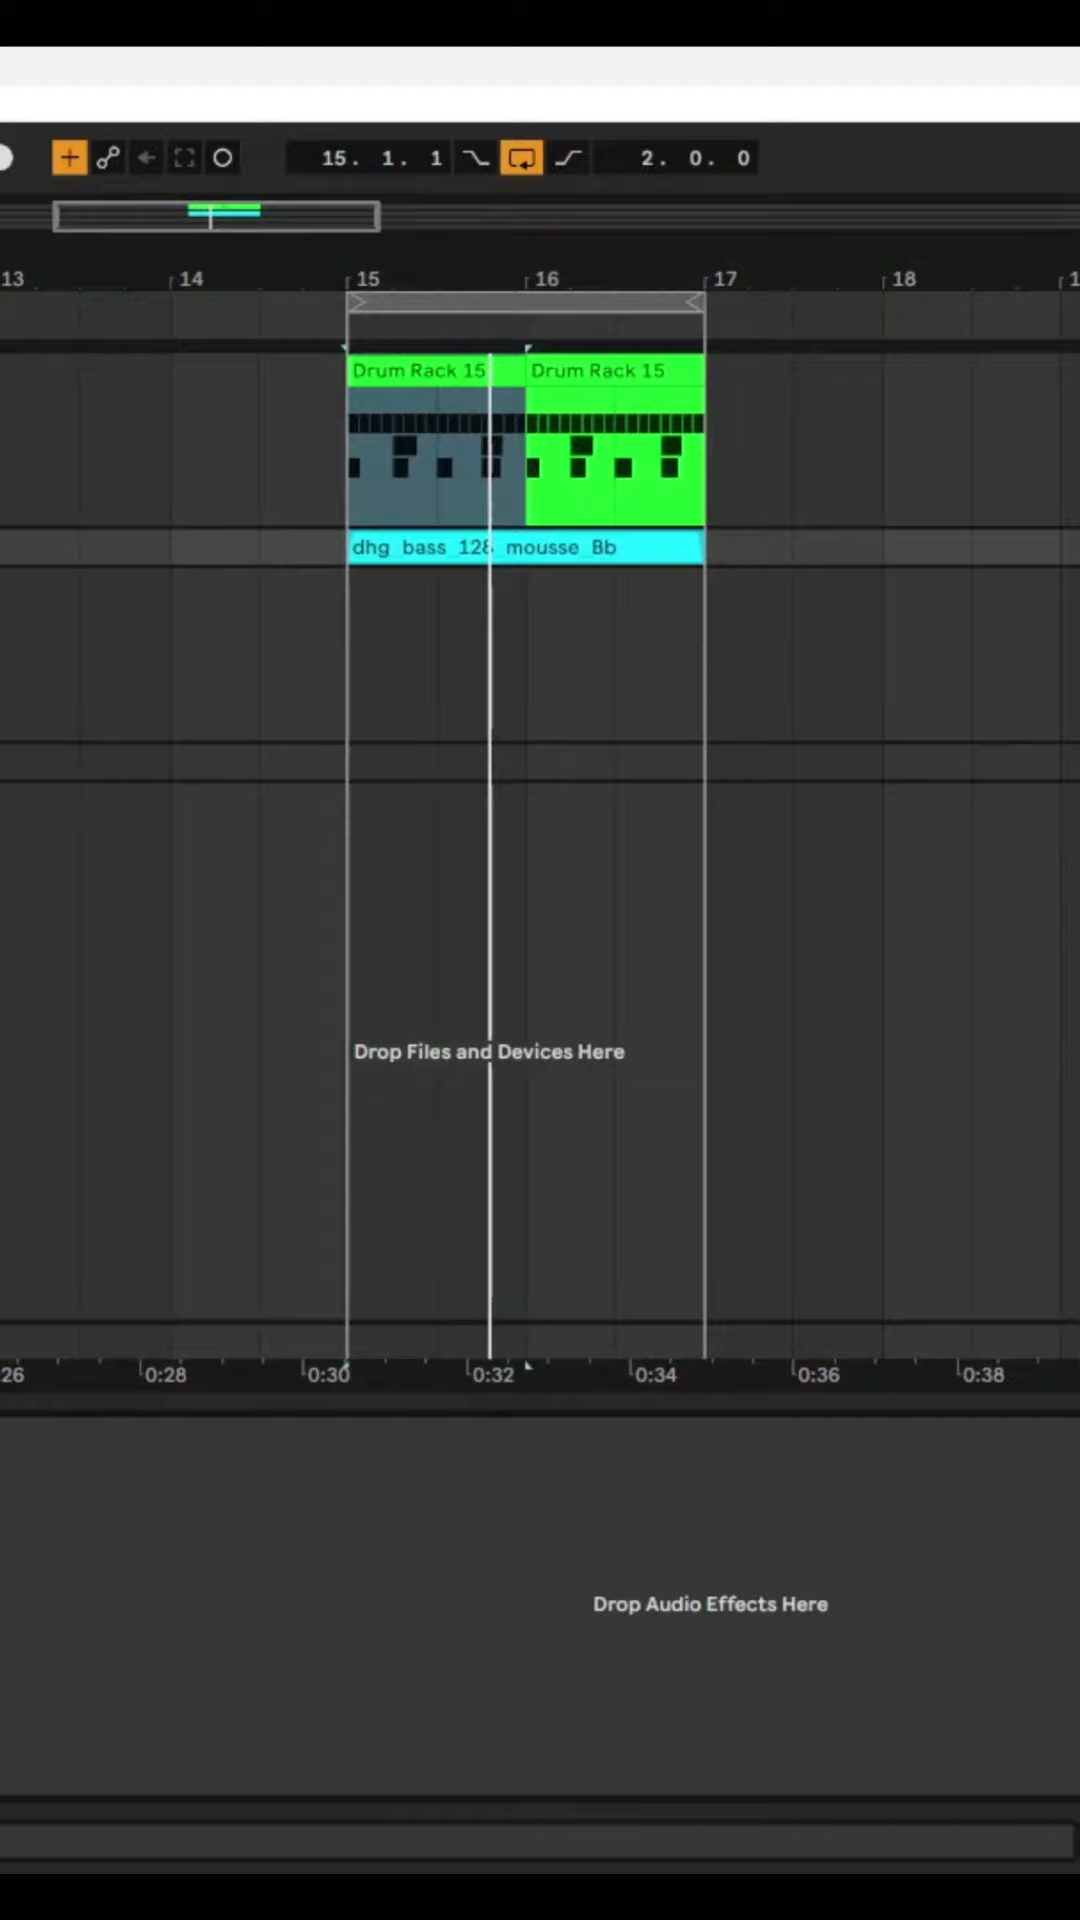 15. 1. 1 2. 0. 0
13 14 15 16 17 18
Drum Rack 15 Drum Rack 15
dhg_bass_128_mousse_Bb
Drop Files and Devices Here
26 0:28 0:30 0:32 0:34 0:36 0:38
Drop Audio Effects Here